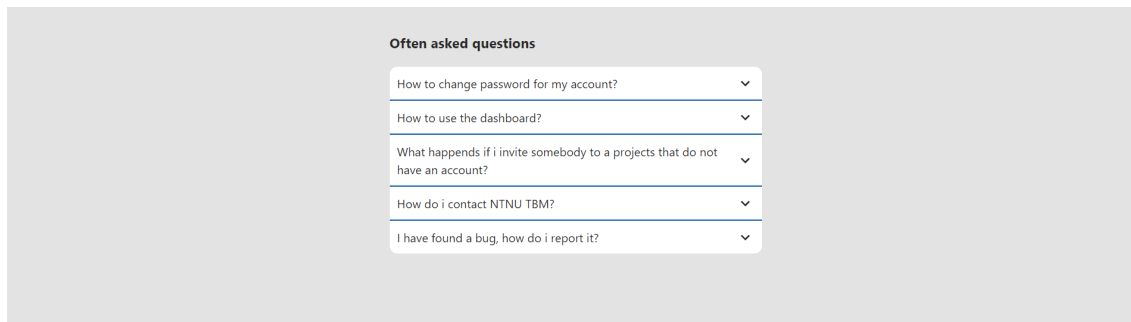 Often asked questions
How to change password for my account?
How to use the dashboard?
What happends if i invite somebody to a projects that do not
have an account?
How do i contact NTNU TBM?
I have found a bug, how do i report it?